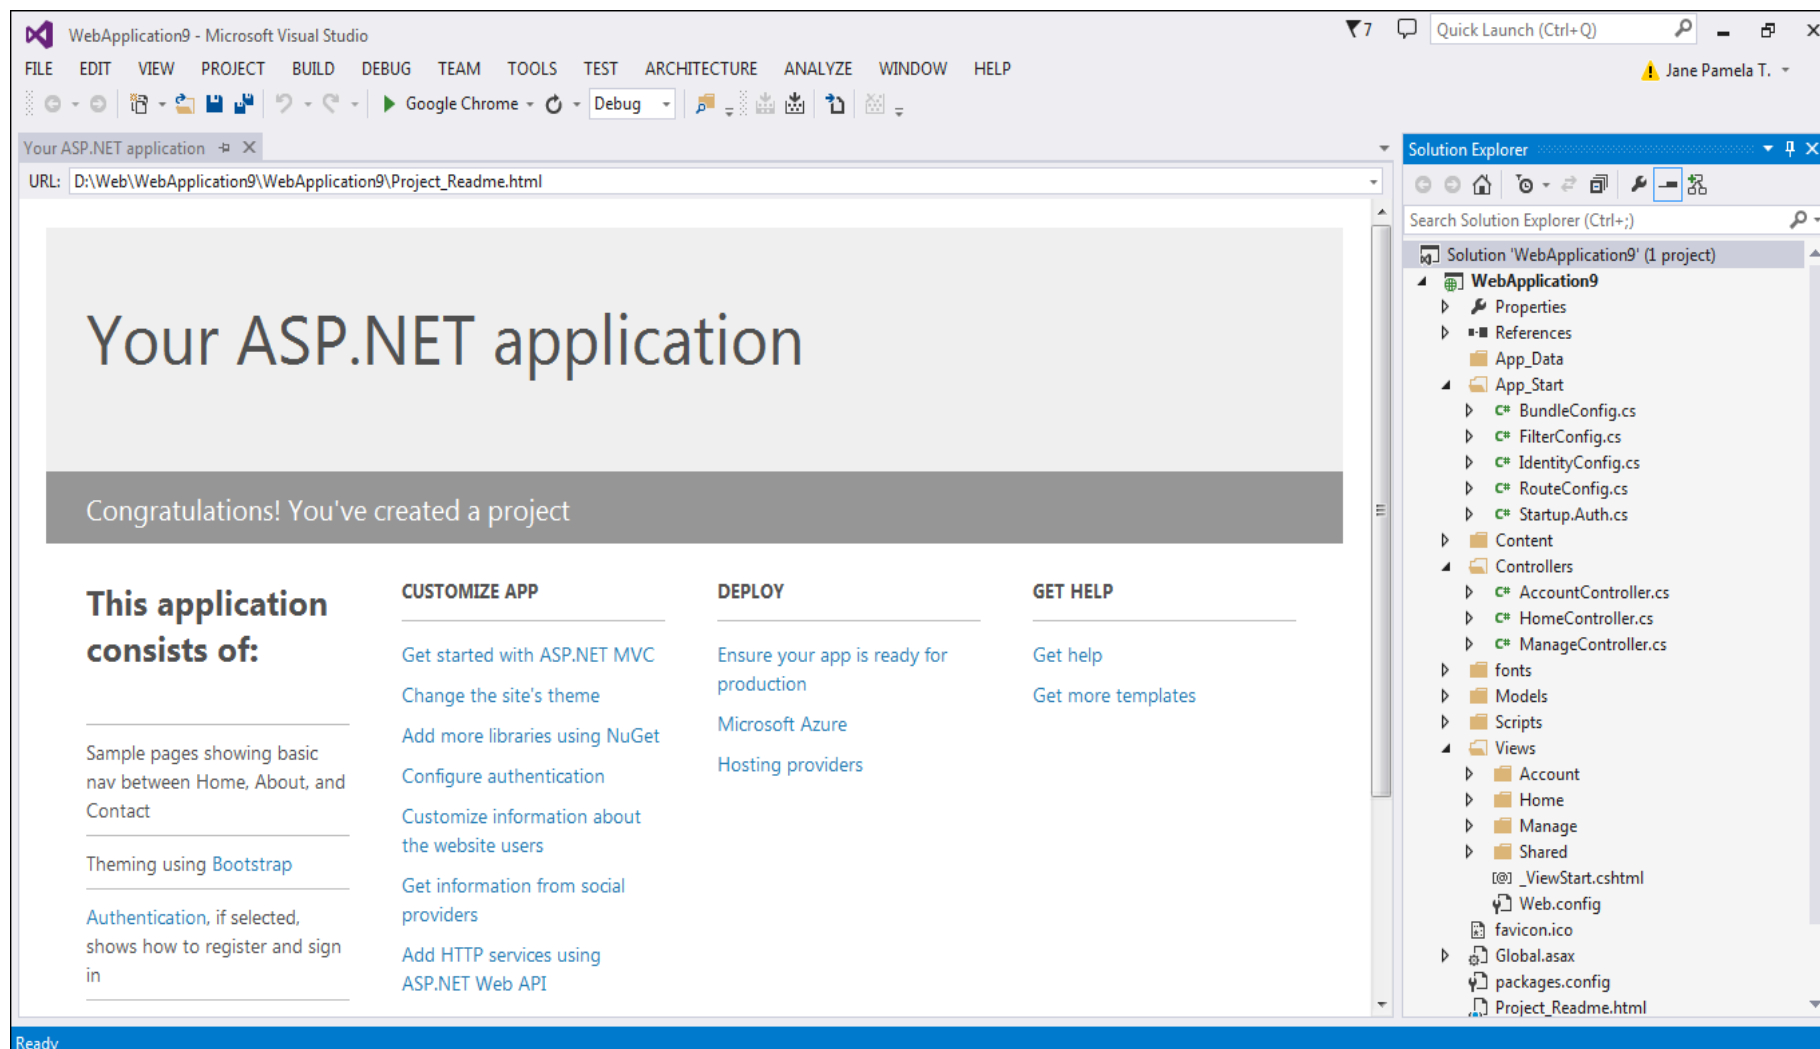 WebApplication9 - Microsoft Visual Studio
7
Quick Launch (Ctrl+Q)
FILE EDIT VIEW PROJECT BUILD DEBUG TEAM TOOLS TEST ARCHITECTURE ANALYZE WINDOW HELP
Jane Pamela T.
Google Chrome
Debug
Your ASP.NET application
URL: D:\Web\WebApplication9\WebApplication9\Project_Readme.html
Your ASP.NET application
Congratulations! You've created a project
This application
consists of:
Sample pages showing basic
nav between Home, About, and
Contact
Theming using Bootstrap
Authentication, if selected,
shows how to register and sign
in
CUSTOMIZE APP
Get started with ASP.NET MVC
Change the site's theme
Add more libraries using NuGet
Configure authentication
Customize information about
the website users
Get information from social
providers
Add HTTP services using
ASP.NET Web API
DEPLOY
Ensure your app is ready for
production
Microsoft Azure
Hosting providers
GET HELP
Get help
Get more templates
Solution Explorer
Search Solution Explorer (Ctrl+;)
Solution 'WebApplication9' (1 project)
WebApplication9
Properties
References
App_Data
App_Start
C# BundleConfig.cs
C# FilterConfig.cs
C# IdentityConfig.cs
C# RouteConfig.cs
C# Startup.Auth.cs
Content
Controllers
C# AccountController.cs
C# HomeController.cs
C# ManageController.cs
fonts
Models
Scripts
Views
Account
Home
Manage
Shared
[@] _ViewStart.cshtml
Web.config
favicon.ico
Global.asax
packages.config
Project_Readme.html
Ready